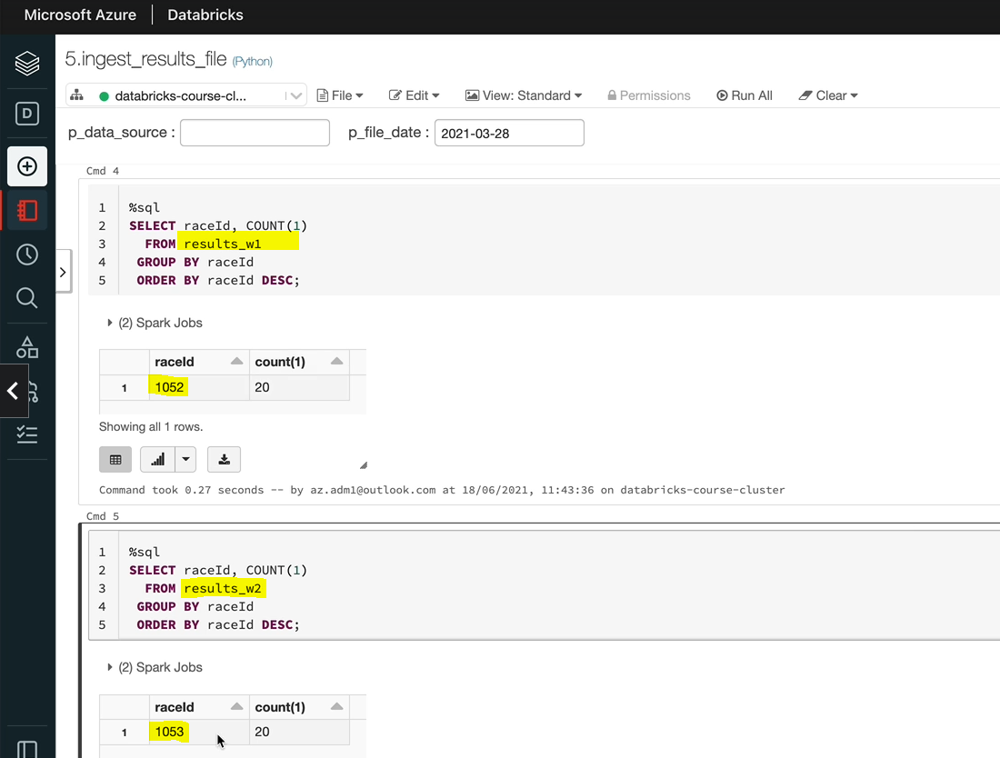 Microsoft Azure Databricks
5.ingest_results_file (Python)
databricks-course-cl... File Edit View: Standard Permissions Run All Clear
p_data_source : p_file_date : 2021-03-28
Cmd 4
1 %sql
2 SELECT raceId, COUNT(1)
3 FROM results_w1
4 GROUP BY raceId
5 ORDER BY raceId DESC;
(2) Spark Jobs
raceId count(1)
1 1052 20
Showing all 1 rows.
Command took 0.27 seconds -- by az.adm1@outlook.com at 18/06/2021, 11:43:36 on databricks-course-cluster
Cmd 5
1 %sql
2 SELECT raceId, COUNT(1)
3 FROM results_w2
4 GROUP BY raceId
5 ORDER BY raceId DESC;
(2) Spark Jobs
raceId count(1)
1 1053 20
D